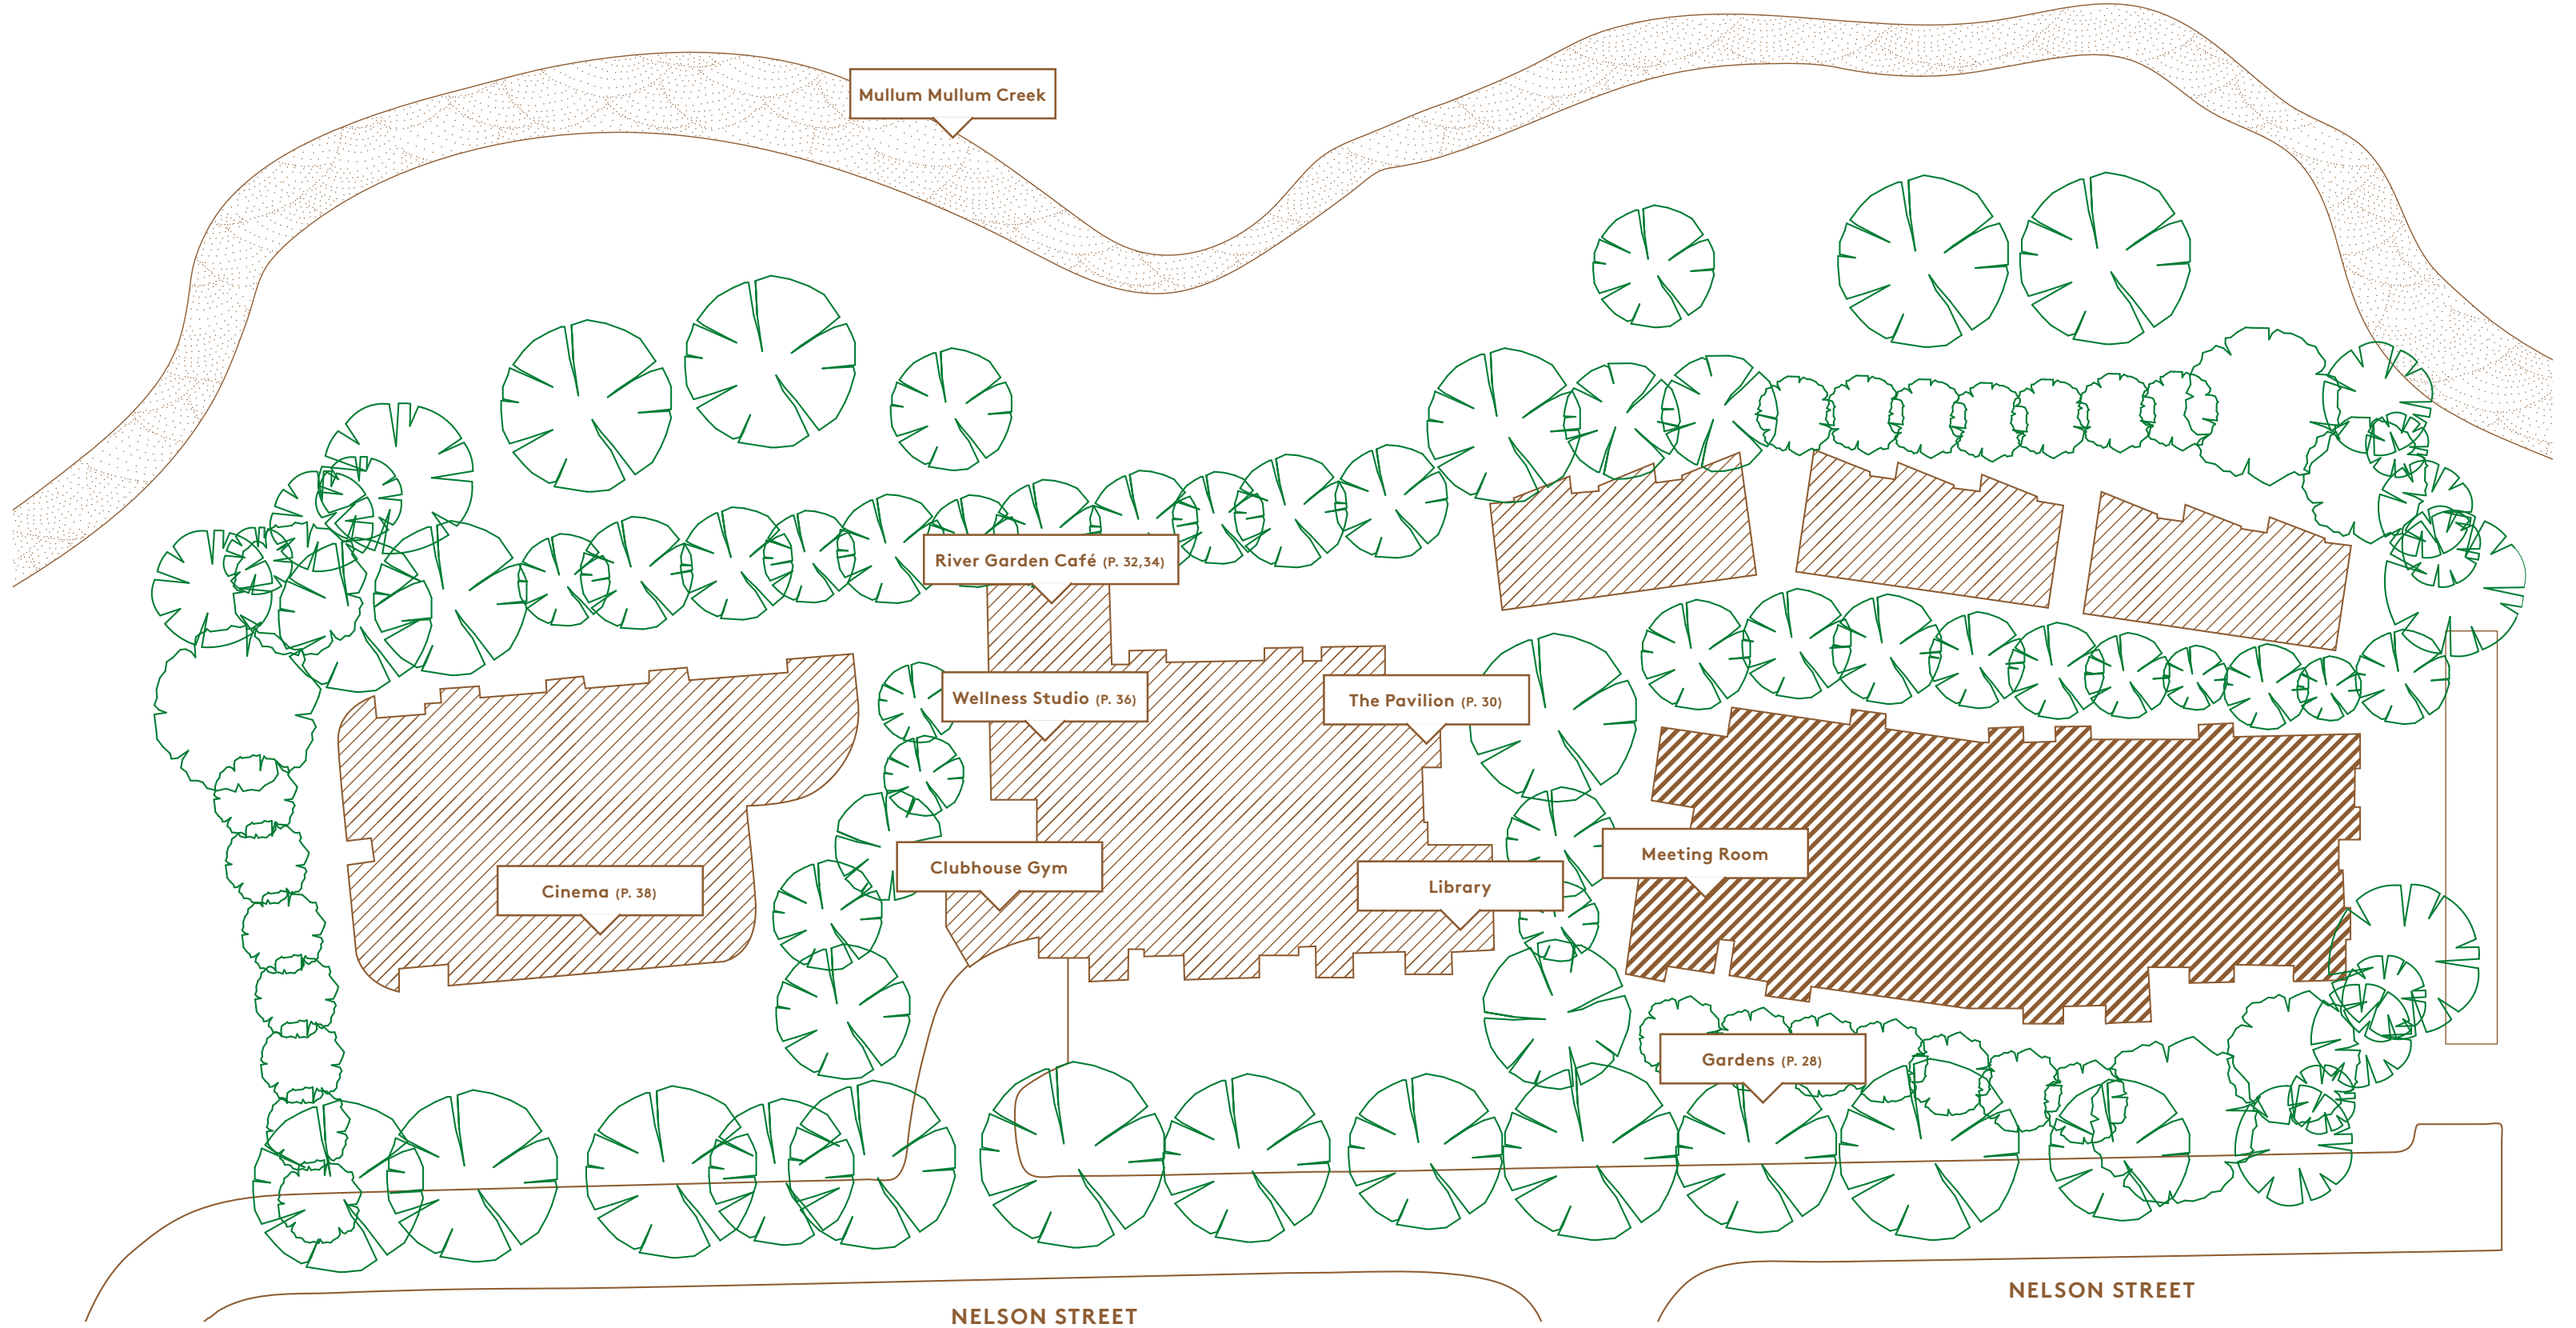 Mullum Mullum Creek
River Garden Café (P. 32,34)
Wellness Studio (P. 36)
The Pavilion (P. 30)
Meeting Room
Clubhouse Gym
Library
Cinema (P. 38)
Gardens (P. 28)
NELSON STREET
NELSON STREET